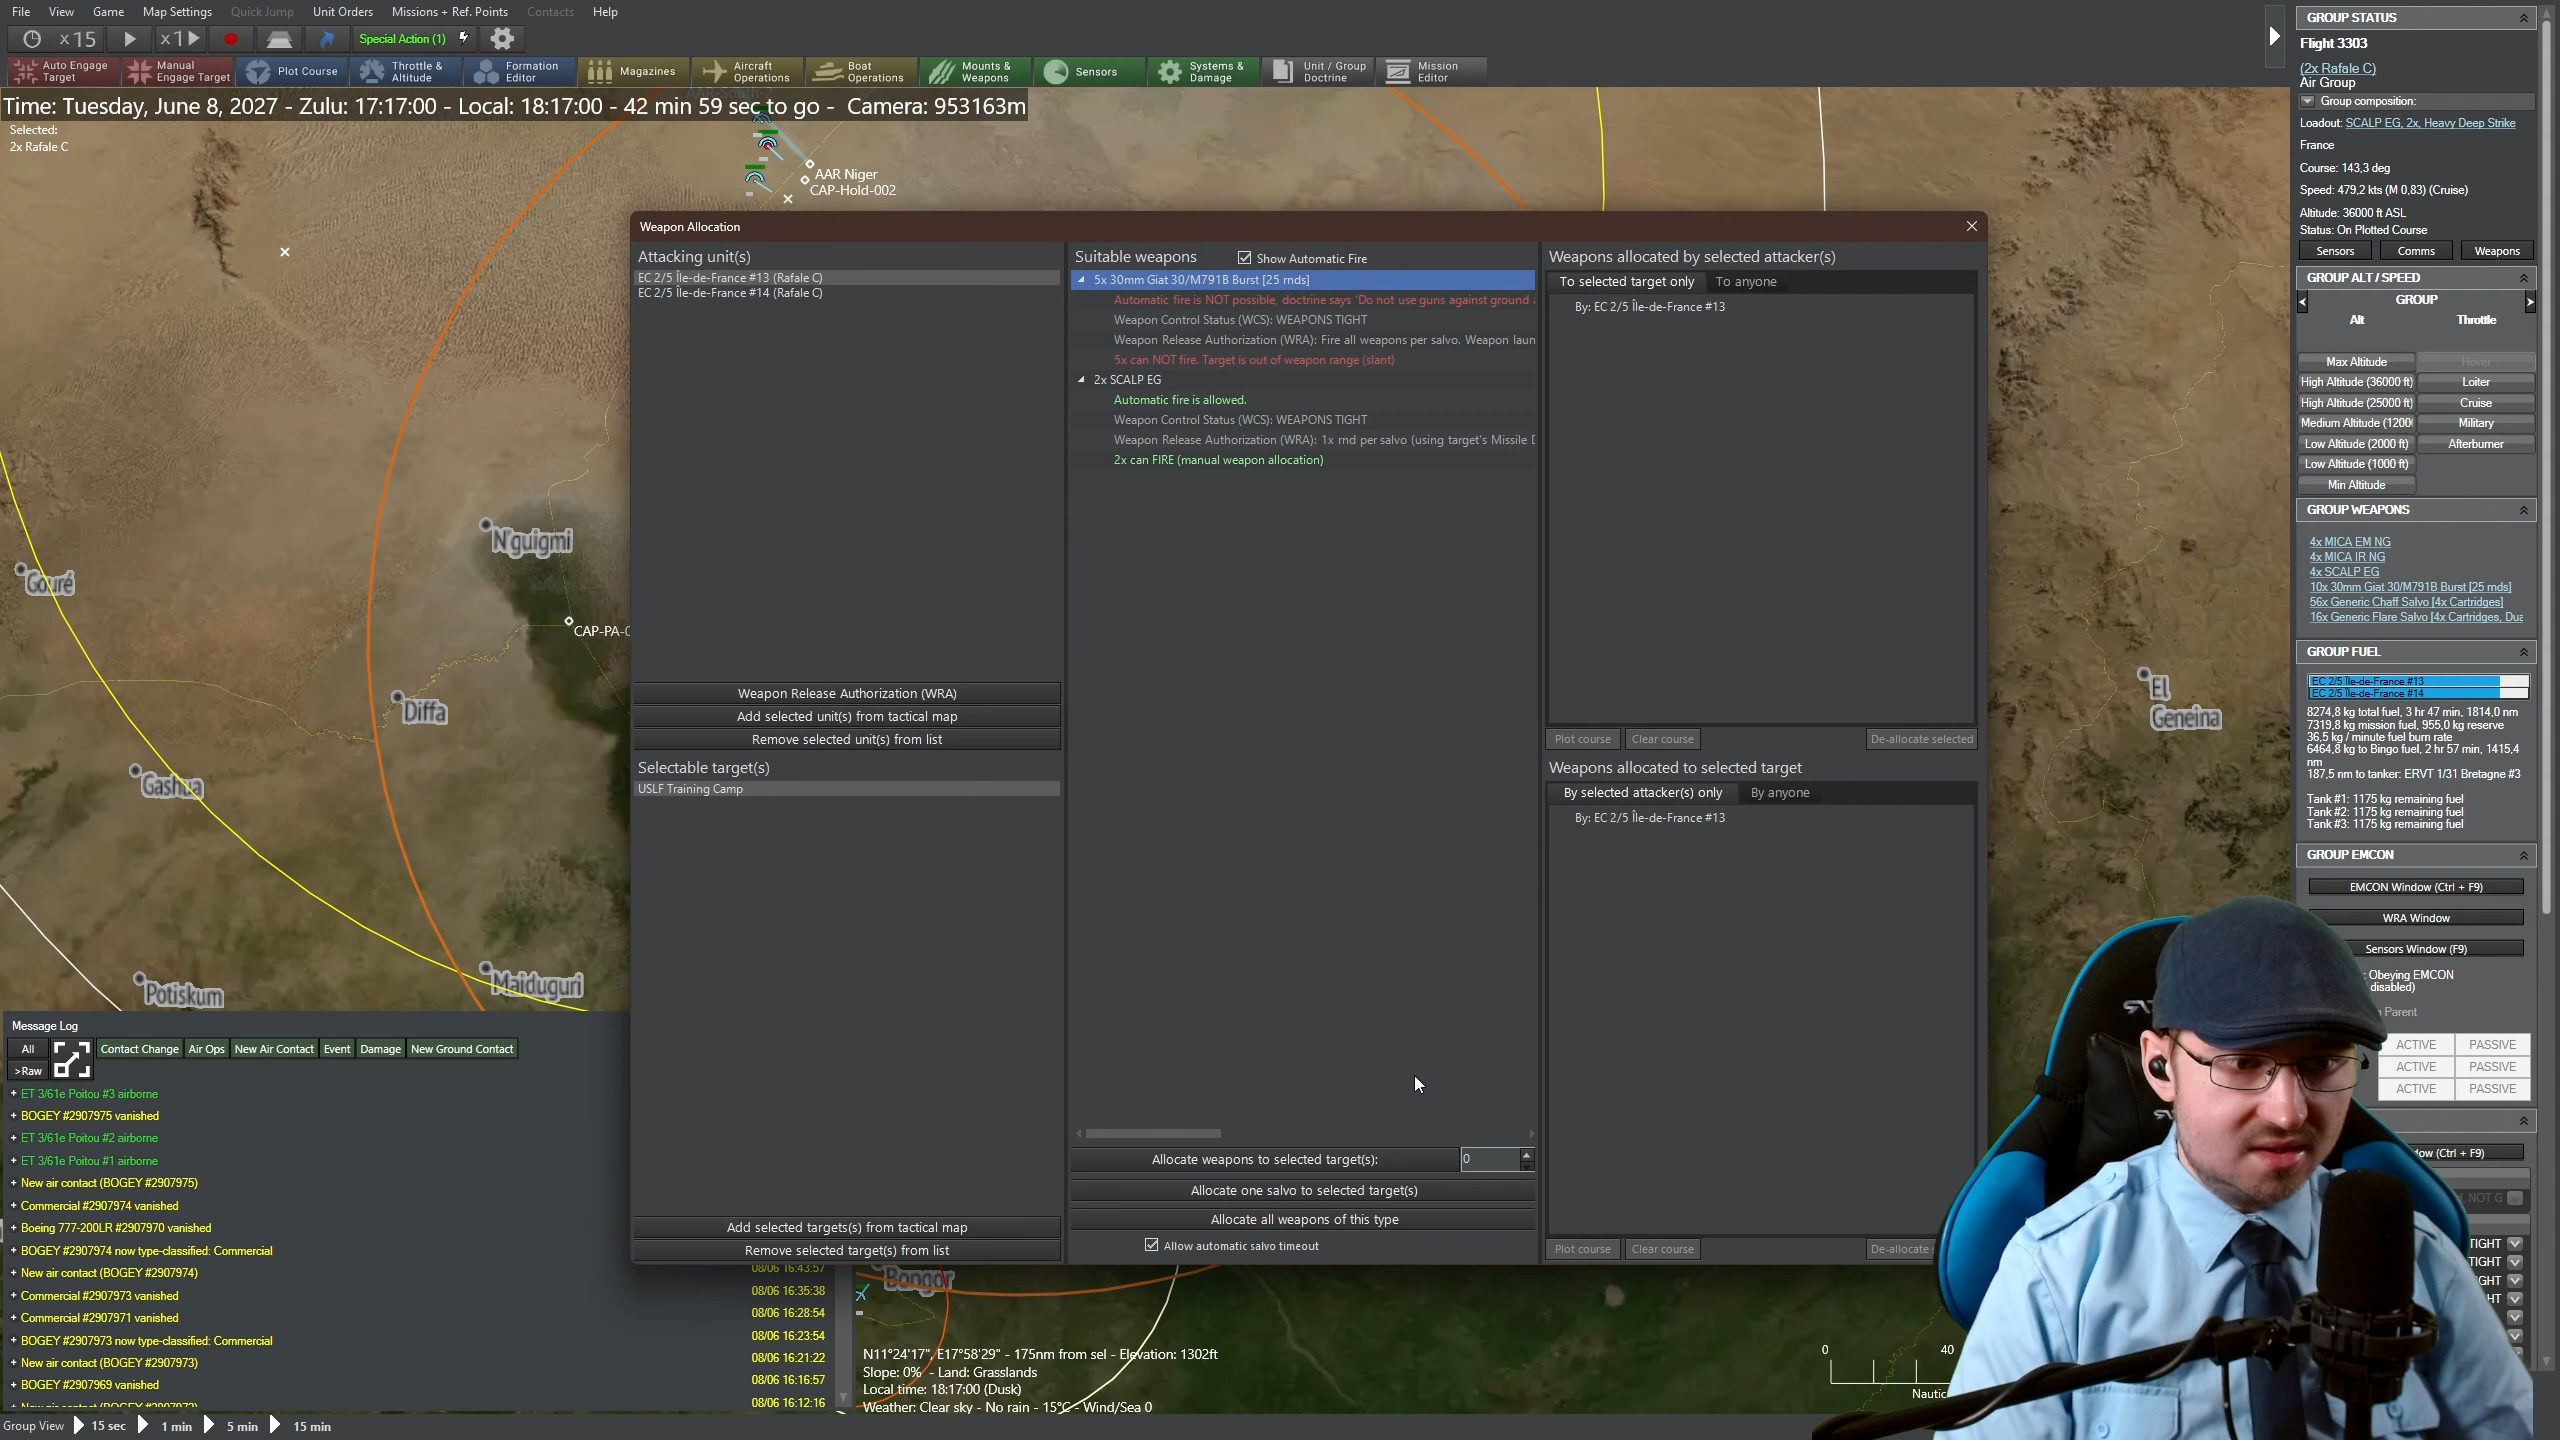 File View Game Map Settings Quick Jump Unit Orders Missions + Ref. Points Contacts Help
x15 x1 Special Action (1)
Auto Engage Target
Manual Engage Target
Plot Course
Throttle & Altitude
Formation Editor
Magazines
Aircraft Operations
Boat Operations
Mounts & Weapons
Sensors
Systems & Damage
Unit / Group Doctrine
Mission Editor
Time: Tuesday, June 8, 2027 - Zulu: 17:17:00 - Local: 18:17:00 - 42 min 59 sec to go - Camera: 953163m
Selected:
2x Rafale C
AAR Niger
CAP-Hold-002
N'guigmi
Gouré
CAP-PA-0
Diffa
Gashua
Maiduguri
Potiskum
Bongor
El Geneina
Weapon Allocation
Attacking unit(s)
EC 2/5 Île-de-France #13 (Rafale C)
EC 2/5 Île-de-France #14 (Rafale C)
Weapon Release Authorization (WRA)
Add selected unit(s) from tactical map
Remove selected unit(s) from list
Selectable target(s)
USLF Training Camp
Add selected targets(s) from tactical map
Remove selected target(s) from list
Suitable weapons
Show Automatic Fire
5x 30mm Giat 30/M791B Burst [25 rnds]
Automatic fire is NOT possible, doctrine says 'Do not use guns against ground
Weapon Control Status (WCS): WEAPONS TIGHT
Weapon Release Authorization (WRA): Fire all weapons per salvo. Weapon laun
5x can NOT fire. Target is out of weapon range (slant)
2x SCALP EG
Automatic fire is allowed.
Weapon Control Status (WCS): WEAPONS TIGHT
Weapon Release Authorization (WRA): 1x rnd per salvo (using target's Missile D
2x can FIRE (manual weapon allocation)
Allocate weapons to selected target(s): 0
Allocate one salvo to selected target(s)
Allocate all weapons of this type
Allow automatic salvo timeout
Weapons allocated by selected attacker(s)
To selected target only To anyone
By: EC 2/5 Île-de-France #13
Plot course Clear course De-allocate selected
Weapons allocated to selected target
By selected attacker(s) only By anyone
By: EC 2/5 Île-de-France #13
Plot course Clear course De-allocate
Message Log
All Contact Change Air Ops New Air Contact Event Damage New Ground Contact
>Raw
+ ET 3/61e Poitou #3 airborne
+ BOGEY #2907975 vanished
+ ET 3/61e Poitou #2 airborne
+ ET 3/61e Poitou #1 airborne
+ New air contact (BOGEY #2907975)
+ Commercial #2907974 vanished
+ Boeing 777-200LR #2907970 vanished
+ BOGEY #2907974 now type-classified: Commercial
+ New air contact (BOGEY #2907974)
08/06 16:43:57
+ Commercial #2907973 vanished
08/06 16:35:38
+ Commercial #2907971 vanished
08/06 16:28:54
+ BOGEY #2907973 now type-classified: Commercial
08/06 16:23:54
+ New air contact (BOGEY #2907973)
08/06 16:21:22
+ BOGEY #2907969 vanished
08/06 16:16:57
08/06 16:12:16
N11°24'17", E17°58'29" - 175nm from sel - Elevation: 1302ft
Slope: 0% - Land: Grasslands
Local time: 18:17:00 (Dusk)
Weather: Clear sky - No rain - 15°C - Wind/Sea 0
0 40
Nautic
Group View 15 sec 1 min 5 min 15 min
GROUP STATUS
Flight 3303
(2x Rafale C)
Air Group
Group composition:
Loadout: SCALP EG, 2x, Heavy Deep Strike
France
Course: 143,3 deg
Speed: 479,2 kts (M 0,83) (Cruise)
Altitude: 36000 ft ASL
Status: On Plotted Course
Sensors Comms Weapons
GROUP ALT / SPEED
GROUP
Alt Throttle
Max Altitude Hover
High Altitude (36000 ft) Loiter
High Altitude (25000 ft) Cruise
Medium Altitude (1200 Military
Low Altitude (2000 ft) Afterburner
Low Altitude (1000 ft)
Min Altitude
GROUP WEAPONS
4x MICA EM NG
4x MICA IR NG
4x SCALP EG
10x 30mm Giat 30/M791B Burst [25 rnds]
56x Generic Chaff Salvo [4x Cartridges]
16x Generic Flare Salvo [4x Cartridges, Dua
GROUP FUEL
EC 2/5 Île-de-France #13
EC 2/5 Île-de-France #14
8274,8 kg total fuel, 3 hr 47 min, 1814,0 nm
7319,8 kg mission fuel, 955,0 kg reserve
36,5 kg / minute fuel burn rate
6464,8 kg to Bingo fuel, 2 hr 57 min, 1415,4
nm
187,5 nm to tanker: ERVT 1/31 Bretagne #3
Tank #1: 1175 kg remaining fuel
Tank #2: 1175 kg remaining fuel
Tank #3: 1175 kg remaining fuel
GROUP EMCON
EMCON Window (Ctrl + F9)
WRA Window
Sensors Window (F9)
: Obeying EMCON
disabled)
Parent
ACTIVE PASSIVE
ACTIVE PASSIVE
ACTIVE PASSIVE
(Ctrl + F9)
NOT G
TIGHT
TIGHT